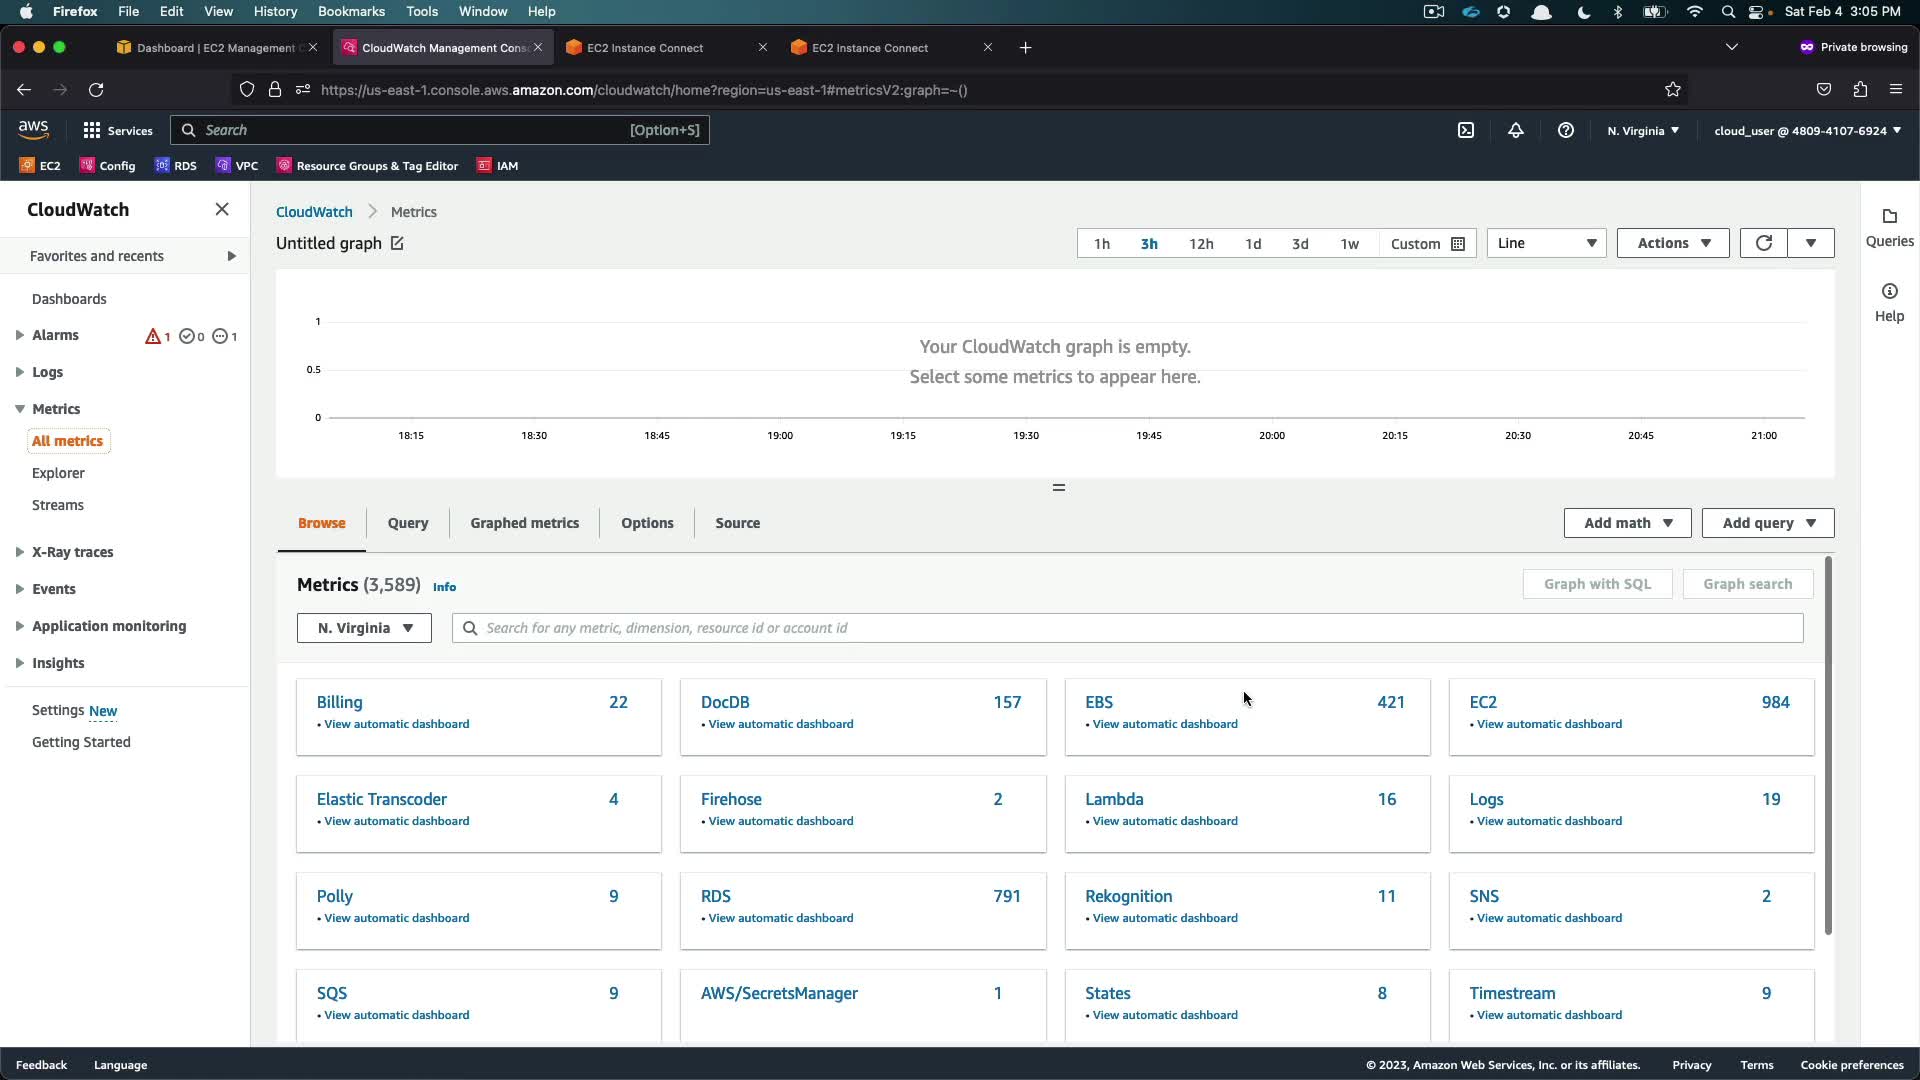 Firefox File Edit View History Bookmarks Tools Window Help Sat Feb 4 3:05 PM
Dashboard | EC2 Management C CloudWatch Management Cons EC2 Instance Connect EC2 Instance Connect Private browsing
https://us-east-1.console.aws.amazon.com/cloudwatch/home?region=us-east-1#metricsV2:graph=~()
aws Services Search [Option+S] N. Virginia cloud_user @ 4809-4107-6924
EC2 Config RDS VPC Resource Groups & Tag Editor IAM
CloudWatch
Favorites and recents
Dashboards
Alarms 1 0 1
Logs
Metrics
All metrics
Explorer
Streams
X-Ray traces
Events
Application monitoring
Insights
Settings New
Getting Started
CloudWatch Metrics
Untitled graph
1h 3h 12h 1d 3d 1w Custom Line Actions
Queries
Help
1
0.5
0
Your CloudWatch graph is empty.
Select some metrics to appear here.
18:15 18:30 18:45 19:00 19:15 19:30 19:45 20:00 20:15 20:30 20:45 21:00
Browse Query Graphed metrics Options Source Add math Add query
Metrics (3,589) Info Graph with SQL Graph search
N. Virginia Search for any metric, dimension, resource id or account id
Billing 22
• View automatic dashboard
DocDB 157
• View automatic dashboard
EBS 421
• View automatic dashboard
EC2 984
• View automatic dashboard
Elastic Transcoder 4
• View automatic dashboard
Firehose 2
• View automatic dashboard
Lambda 16
• View automatic dashboard
Logs 19
• View automatic dashboard
Polly 9
• View automatic dashboard
RDS 791
• View automatic dashboard
Rekognition 11
• View automatic dashboard
SNS 2
• View automatic dashboard
SQS 9
• View automatic dashboard
AWS/SecretsManager 1
States 8
• View automatic dashboard
Timestream 9
• View automatic dashboard
Feedback Language © 2023, Amazon Web Services, Inc. or its affiliates. Privacy Terms Cookie preferences